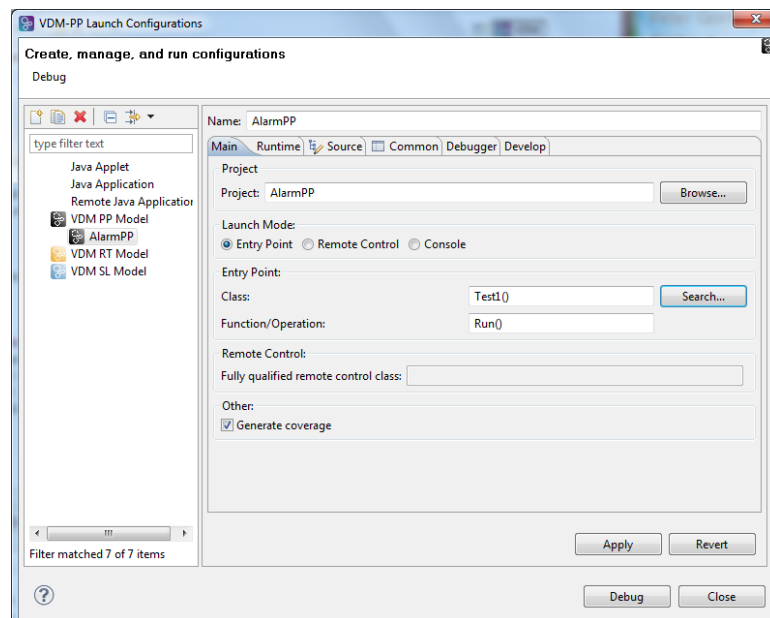 VDM-PP Launch Configurations
Create, manage, and run configurations
Debug
type filter text
Java Applet
Java Application
Remote Java Application
VDM PP Model
AlarmPP
VDM RT Model
VDM SL Model
Filter matched 7 of 7 items
Name: AlarmPP
Main Runtime Source Common Debugger Develop
Project
Project: AlarmPP Browse...
Launch Mode:
Entry Point Remote Control Console
Entry Point:
Class: Test1() Search...
Function/Operation: Run()
Remote Control:
Fully qualified remote control class:
Other:
Generate coverage
Apply Revert
Debug Close